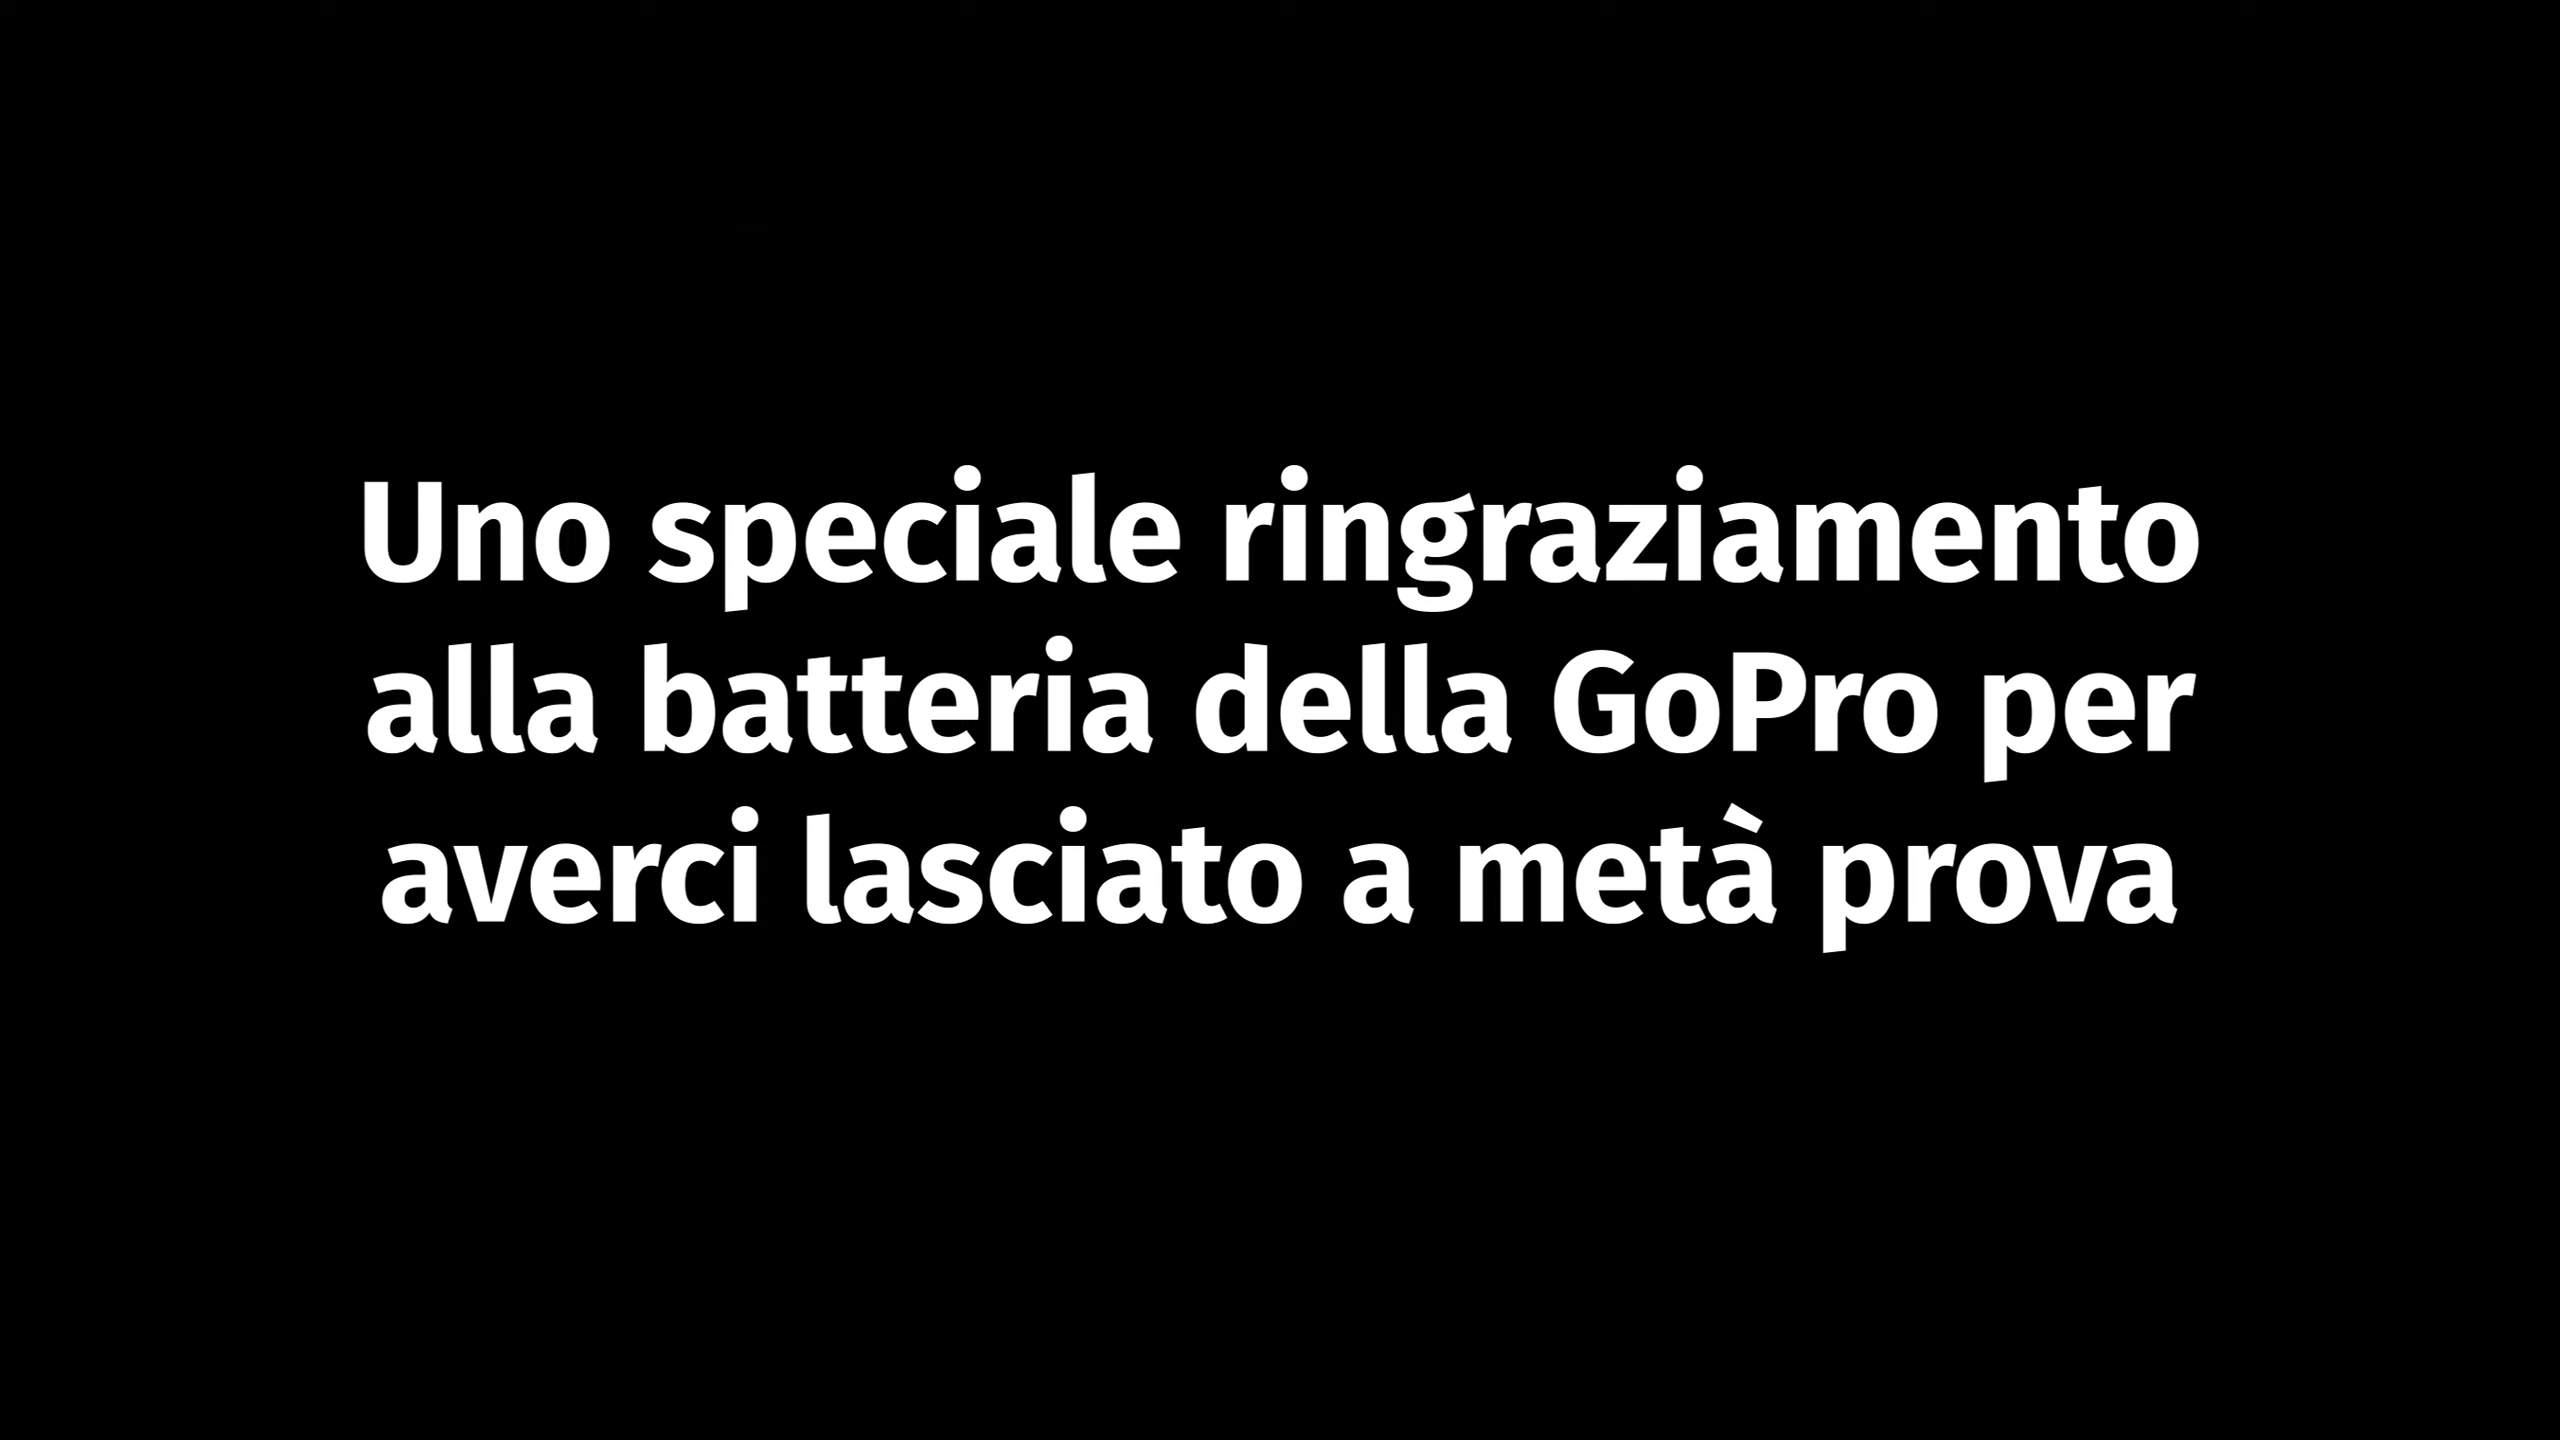 Uno speciale ringraziamento
alla batteria della GoPro per
averci lasciato a metà prova